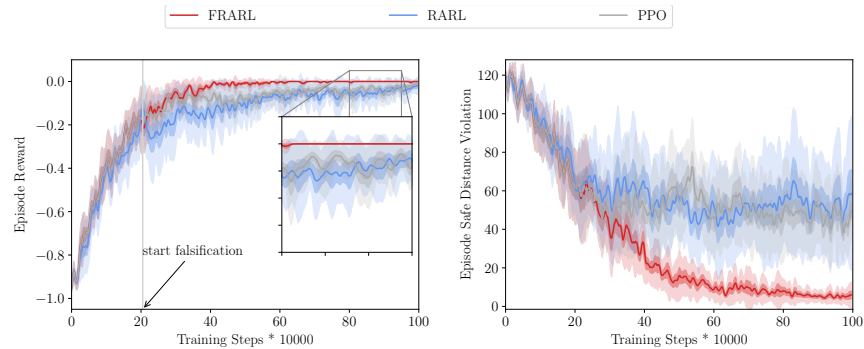 FRARL RARL PPO
0.0
−0.2
−0.4
−0.6
−0.8
−1.0
Episode Reward
start falsification
0 20 40 60 80 100
Training Steps * 10000
120
100
80
60
40
20
0
Episode Safe Distance Violation
0 20 40 60 80 100
Training Steps * 10000